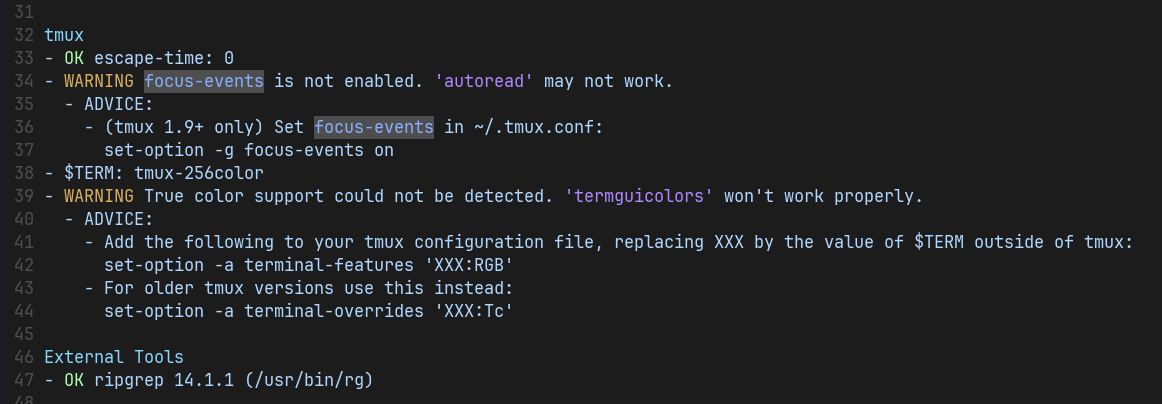 31
32 tmux
33 - OK escape-time: 0
34 - WARNING focus-events is not enabled. 'autoread' may not work.
35   - ADVICE:
36     - (tmux 1.9+ only) Set focus-events in ~/.tmux.conf:
37       set-option -g focus-events on
38 - $TERM: tmux-256color
39 - WARNING True color support could not be detected. 'termguicolors' won't work properly.
40   - ADVICE:
41     - Add the following to your tmux configuration file, replacing XXX by the value of $TERM outside of tmux:
42       set-option -a terminal-features 'XXX:RGB'
43     - For older tmux versions use this instead:
44       set-option -a terminal-overrides 'XXX:Tc'
45
46 External Tools
47 - OK ripgrep 14.1.1 (/usr/bin/rg)
48